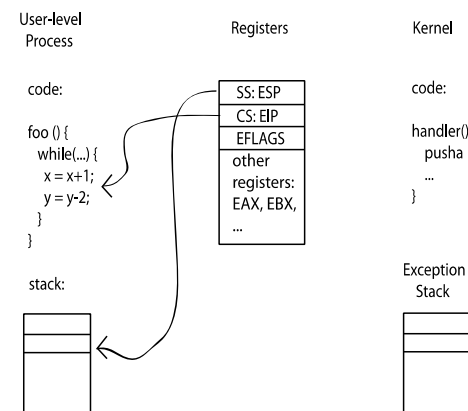 User-level
Process
code:
foo () {
while(...) {
x = x+1;
y = y-2;
}
}
stack:
Registers
SS: ESP
CS: EIP
EFLAGS
other
registers:
EAX, EBX,
...
Kernel
code:
handler()
pusha
...
}
Exception
Stack